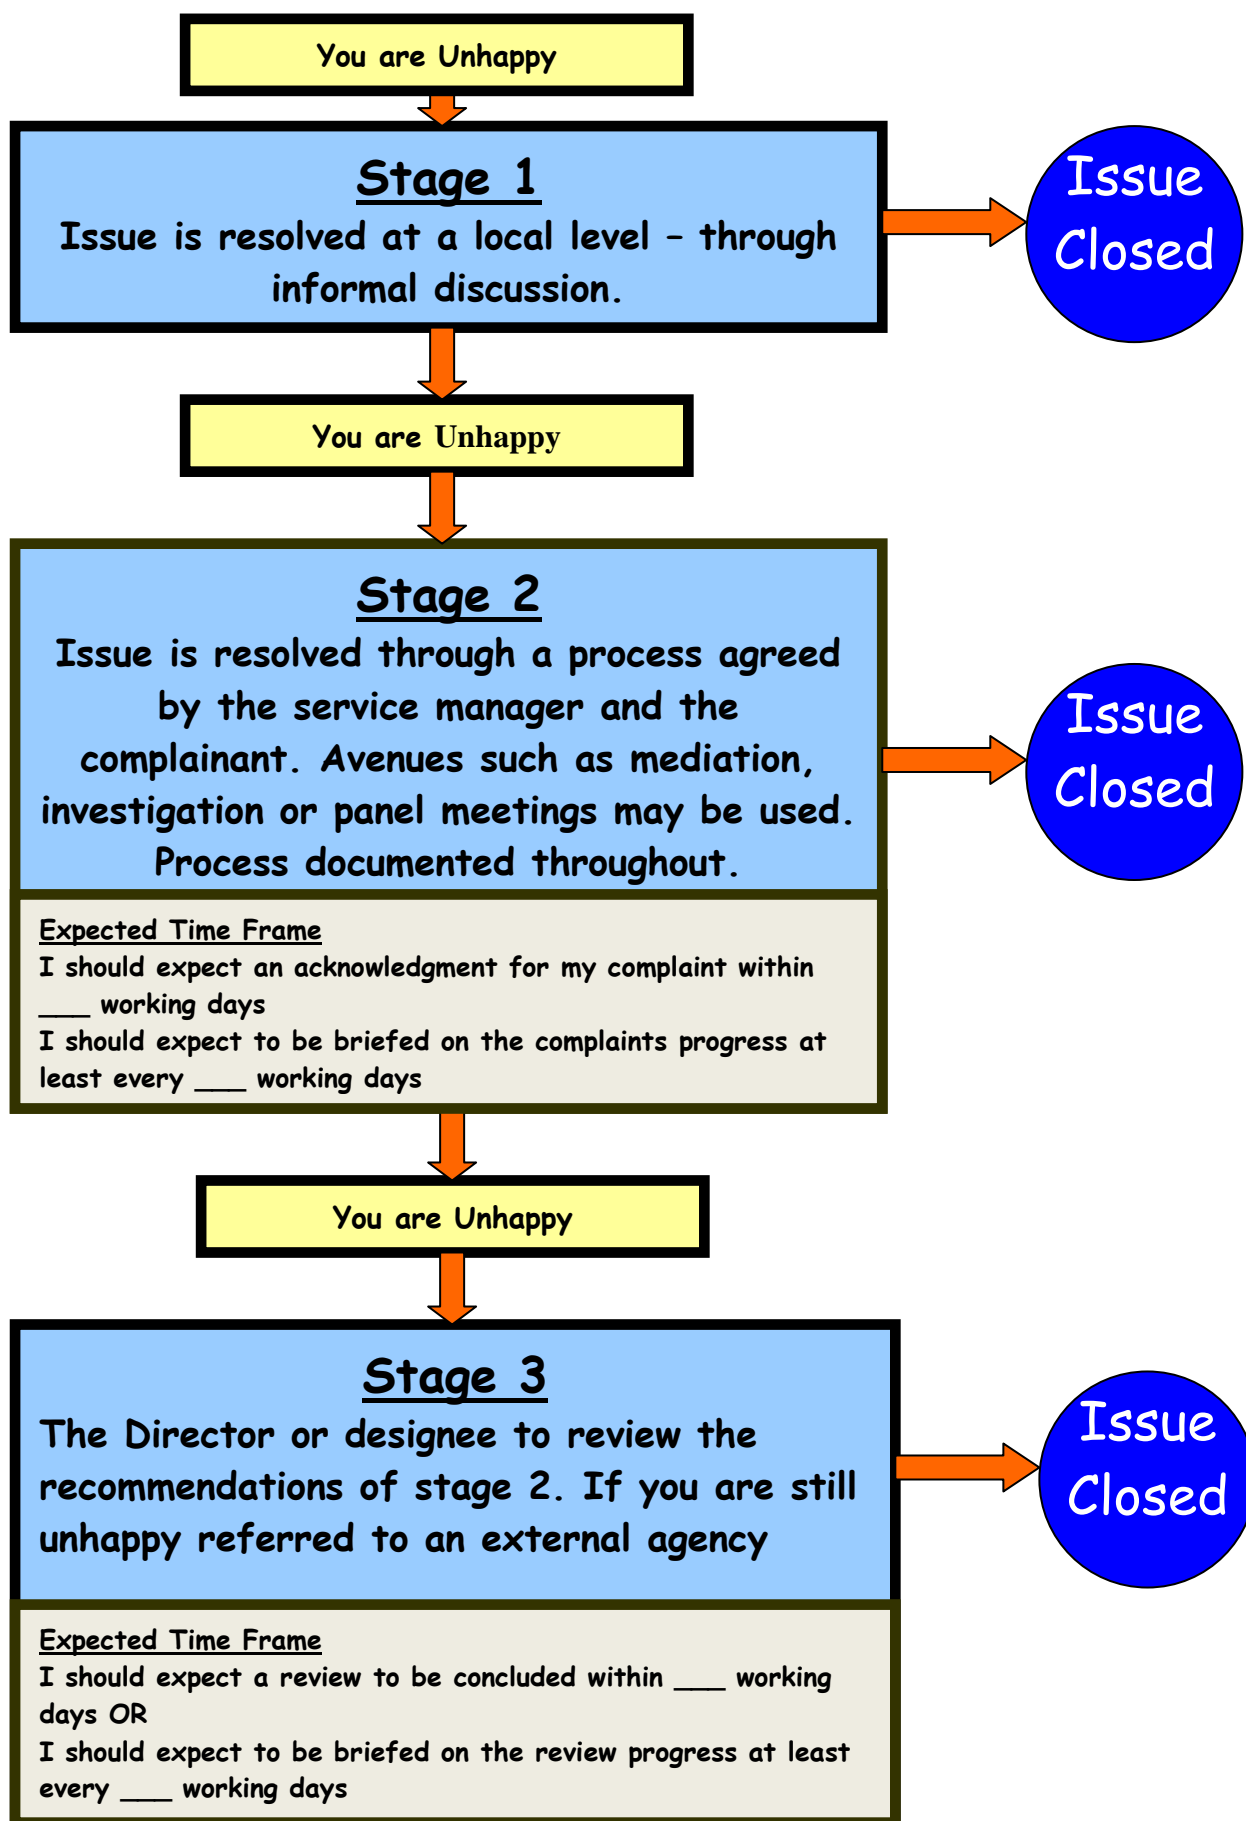 You are Unhappy
Stage 1
Issue is resolved at a local level – through
informal discussion.
Issue
Closed
You are Unhappy
Stage 2
Issue is resolved through a process agreed
by the service manager and the
complainant. Avenues such as mediation,
investigation or panel meetings may be used.
Process documented throughout.
Issue
Closed
Expected Time Frame
I should expect an acknowledgment for my complaint within
___ working days
I should expect to be briefed on the complaints progress at
least every ___ working days
You are Unhappy
Stage 3
The Director or designee to review the
recommendations of stage 2. If you are still
unhappy referred to an external agency
Issue
Closed
Expected Time Frame
I should expect a review to be concluded within ___ working
days OR
I should expect to be briefed on the review progress at least
every ___ working days